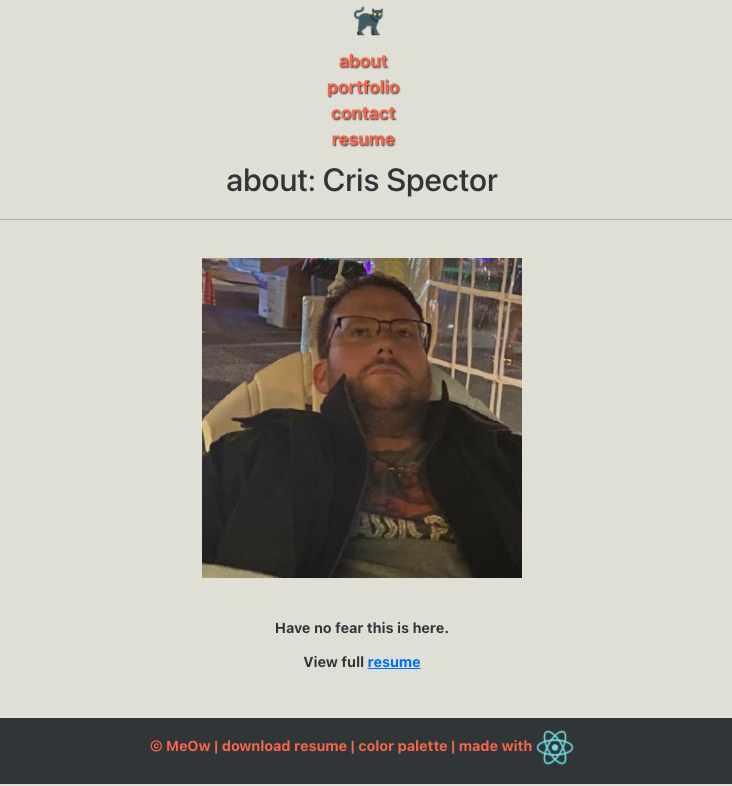 about
portfolio
contact
resume
about: Cris Spector
Have no fear this is here.
View full resume
© MeOw | download resume | color palette | made with